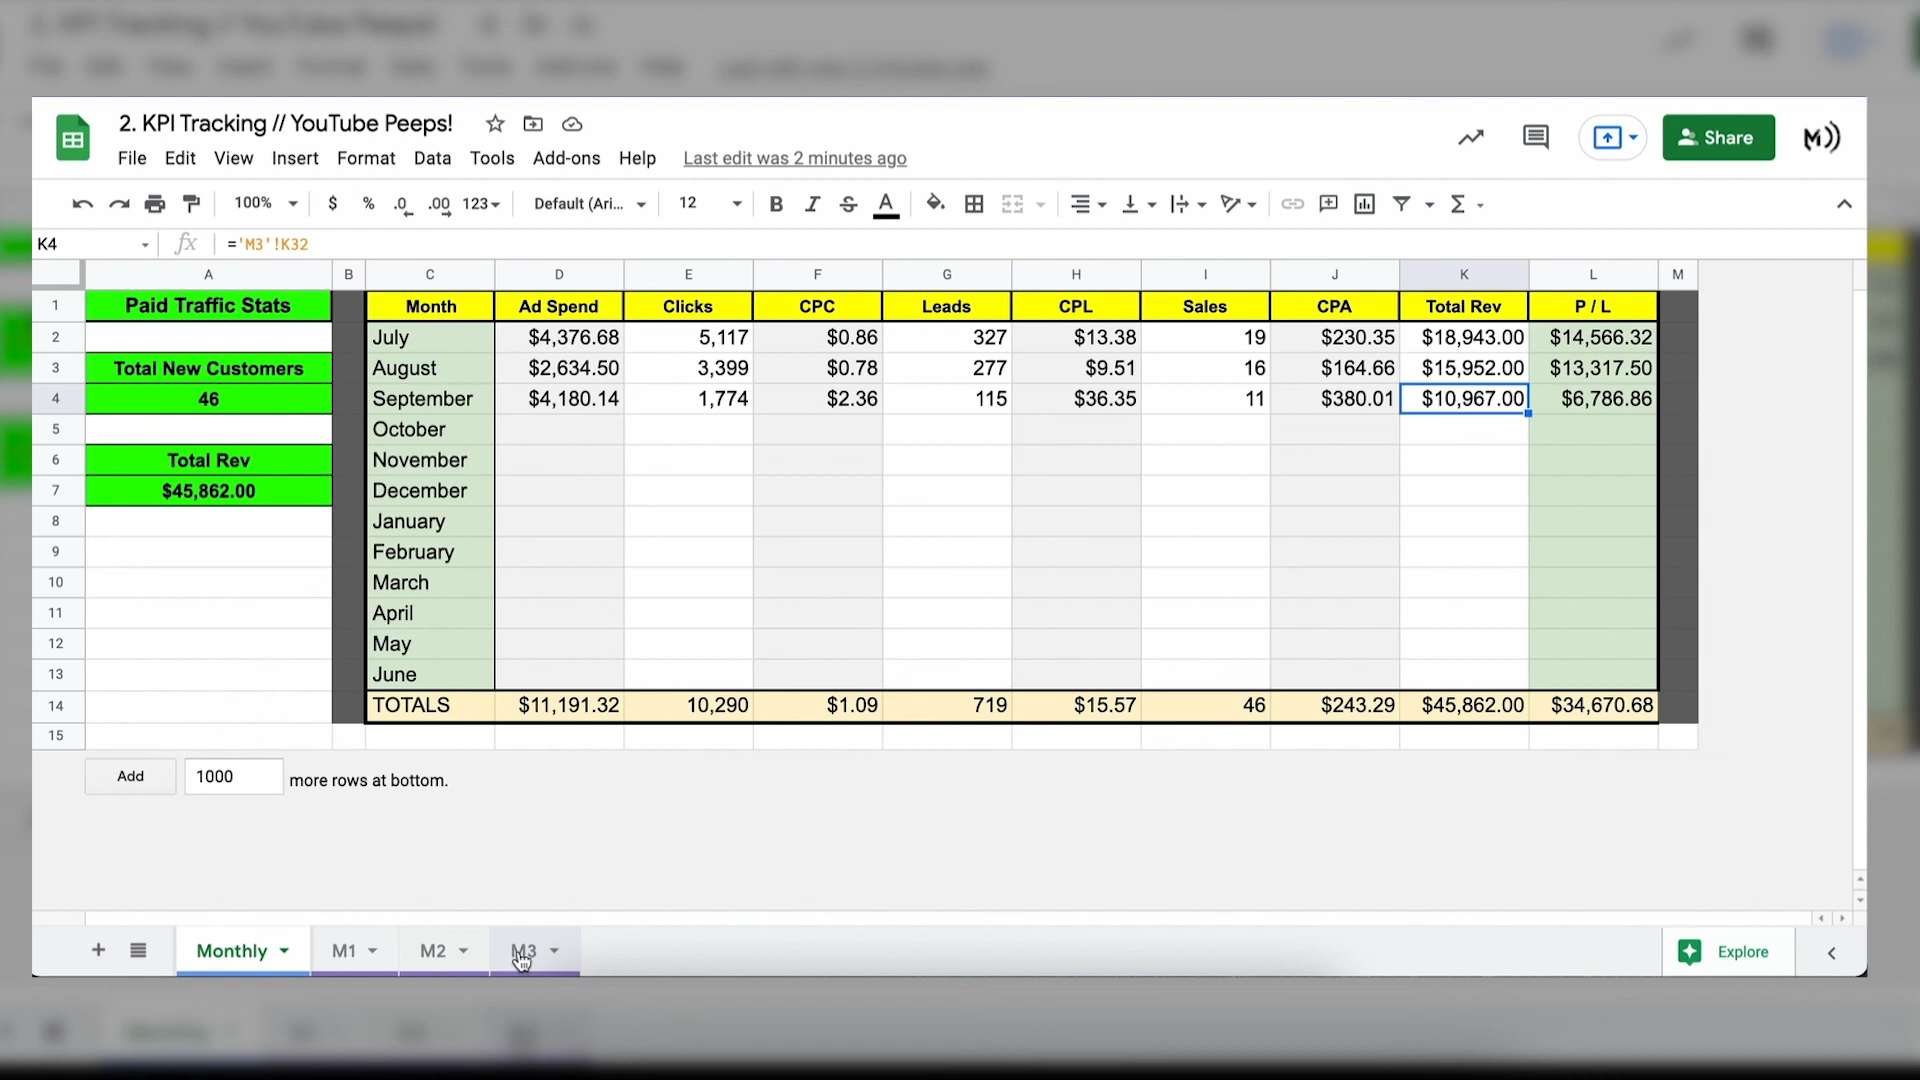 2. KPI Tracking // YouTube Peeps!
File Edit View Insert Format Data Tools Add-ons Help Last edit was 2 minutes ago
Share
M))
100% $ % .0 .00 123 Default (Ari... 12 B I S A
K4 fx ='M3'!K32
A B C D E F G H I J K L M
1 Paid Traffic Stats Month Ad Spend Clicks CPC Leads CPL Sales CPA Total Rev P / L
2 July $4,376.68 5,117 $0.86 327 $13.38 19 $230.35 $18,943.00 $14,566.32
3 Total New Customers August $2,634.50 3,399 $0.78 277 $9.51 16 $164.66 $15,952.00 $13,317.50
4 46 September $4,180.14 1,774 $2.36 115 $36.35 11 $380.01 $10,967.00 $6,786.86
5 October
6 Total Rev November
7 $45,862.00 December
8 January
9 February
10 March
11 April
12 May
13 June
14 TOTALS $11,191.32 10,290 $1.09 719 $15.57 46 $243.29 $45,862.00 $34,670.68
15
Add 1000 more rows at bottom.
Monthly M1 M2 M3 Explore